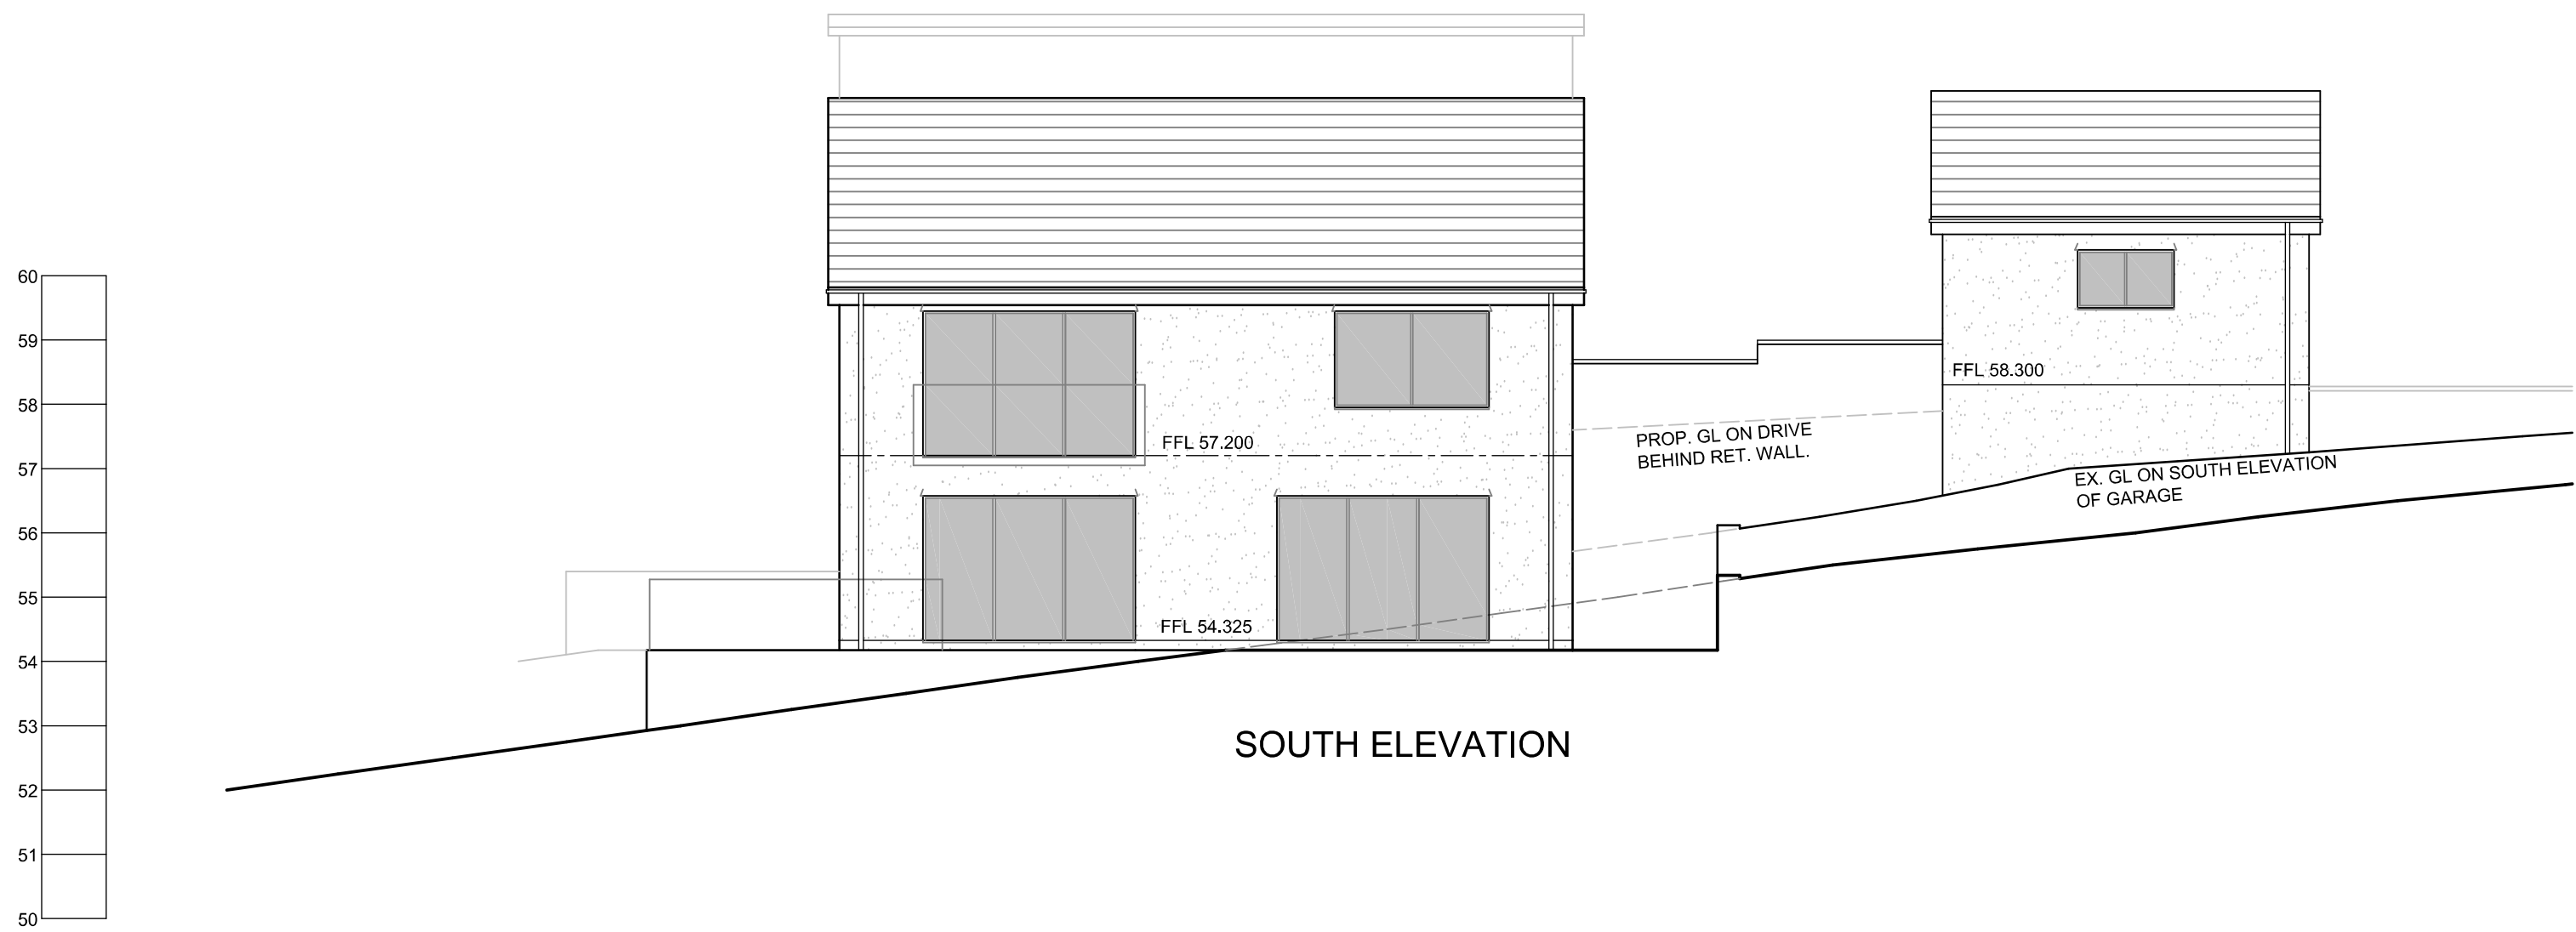 60
59
58
57
56
55
54
53
52
51
50
FFL 57.200
FFL 54.325
PROP. GL ON DRIVE
BEHIND RET. WALL.
FFL 58.300
EX. GL ON SOUTH ELEVATION
OF GARAGE
SOUTH ELEVATION